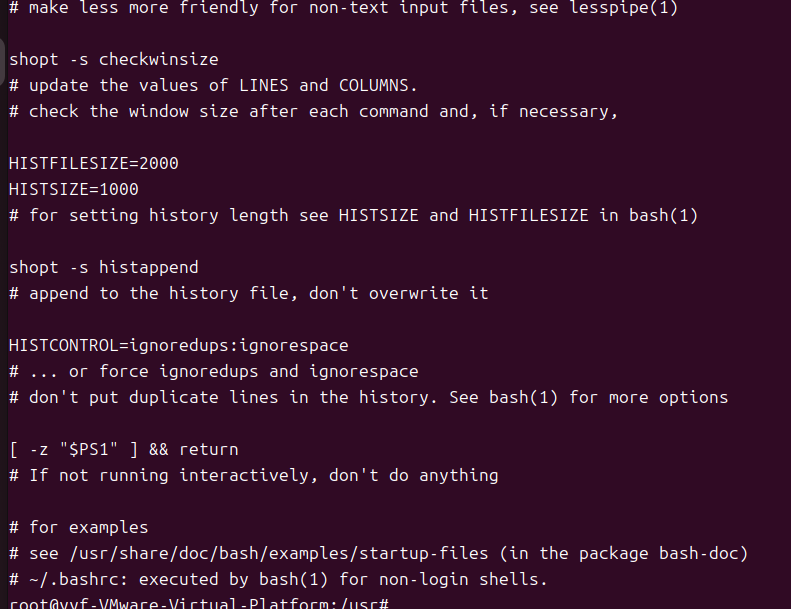 # make less more friendly for non-text input files, see lesspipe(1)
shopt -s checkwinsize
# update the values of LINES and COLUMNS.
# check the window size after each command and, if necessary,
HISTFILESIZE=2000
HISTSIZE=1000
# for setting history length see HISTSIZE and HISTFILESIZE in bash(1)
shopt -s histappend
# append to the history file, don't overwrite it
HISTCONTROL=ignoredups:ignorespace
# ... or force ignoredups and ignorespace
# don't put duplicate lines in the history. See bash(1) for more options
[ -z "$PS1" ] && return
# If not running interactively, don't do anything
# for examples
# see /usr/share/doc/bash/examples/startup-files (in the package bash-doc)
# ~/.bashrc: executed by bash(1) for non-login shells.
root@yyf-VMware-Virtual-Platform:/usr#